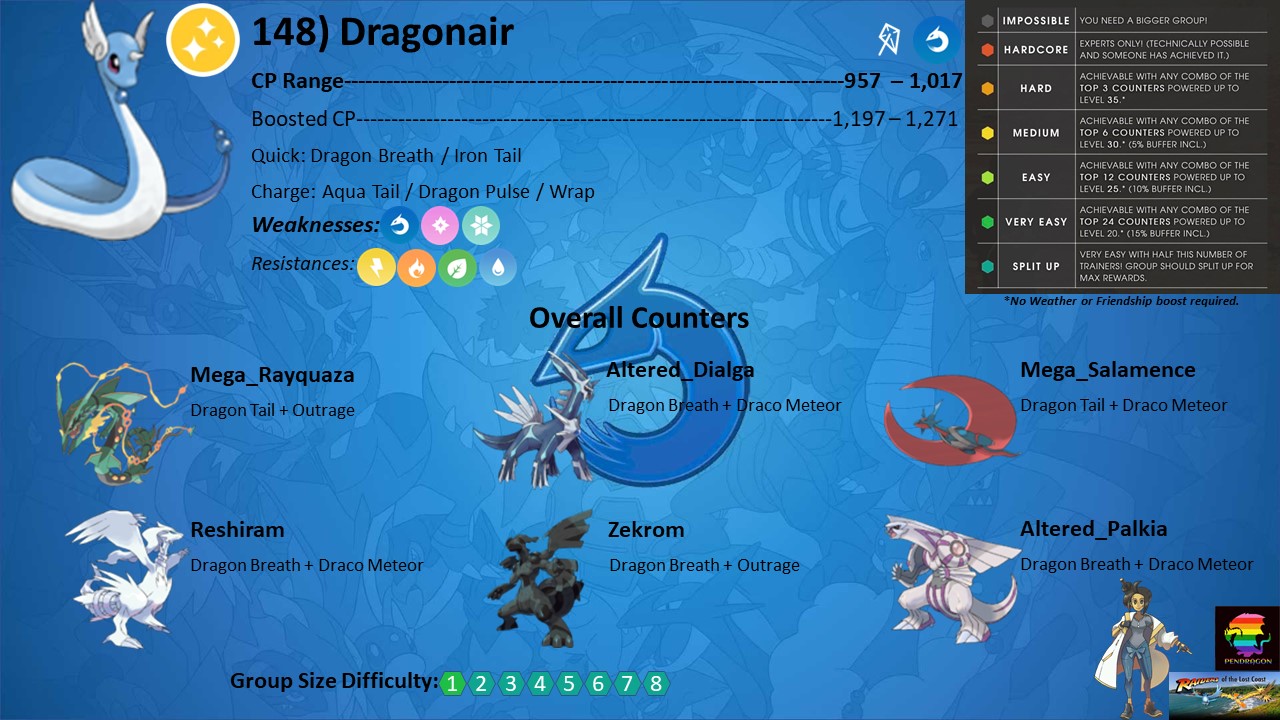 148) Dragonair
CP Range------------------------------------------------------------------------------------957 – 1,017
Boosted CP--------------------------------------------------------------------------------1,197 – 1,271
Quick: Dragon Breath / Iron Tail
Charge: Aqua Tail / Dragon Pulse / Wrap
Weaknesses:
Resistances:
IMPOSSIBLE YOU NEED A BIGGER GROUP!
HARDCORE EXPERTS ONLY! (TECHNICALLY POSSIBLE
AND SOMEONE HAS ACHIEVED IT.)
HARD ACHIEVABLE WITH ANY COMBO OF THE
TOP 3 COUNTERS POWERED UP TO
LEVEL 35.*
MEDIUM ACHIEVABLE WITH ANY COMBO OF THE
TOP 6 COUNTERS POWERED UP TO
LEVEL 30.* (5% BUFFER INCL.)
EASY ACHIEVABLE WITH ANY COMBO OF THE
TOP 12 COUNTERS POWERED UP TO
LEVEL 25.* (10% BUFFER INCL.)
VERY EASY ACHIEVABLE WITH ANY COMBO OF THE
TOP 24 COUNTERS POWERED UP TO
LEVEL 20.* (15% BUFFER INCL.)
SPLIT UP VERY EASY WITH HALF THIS NUMBER OF
TRAINERS! GROUP SHOULD SPLIT UP FOR
MAX REWARDS.
*No Weather or Friendship boost required.
Overall Counters
Mega_Rayquaza
Dragon Tail + Outrage
Altered_Dialga
Dragon Breath + Draco Meteor
Mega_Salamence
Dragon Tail + Draco Meteor
Reshiram
Dragon Breath + Draco Meteor
Zekrom
Dragon Breath + Outrage
Altered_Palkia
Dragon Breath + Draco Meteor
Group Size Difficulty: 1 2 3 4 5 6 7 8
PENDRAGON
RAIDERS of the Lost Coast